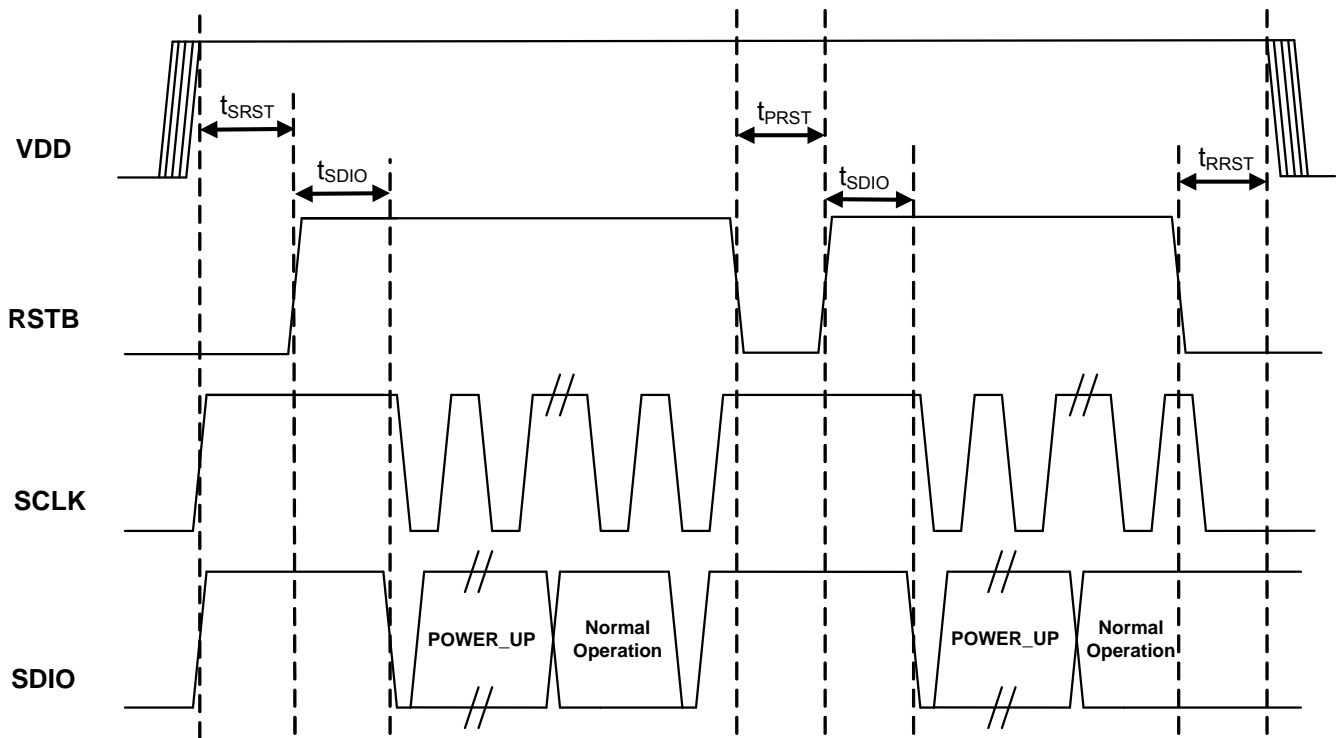 tSRST
tPRST
VDD
tSDIO
tSDIO
tRRST
RSTB
SCLK
POWER_UP
Normal
Operation
POWER_UP
Normal
Operation
SDIO